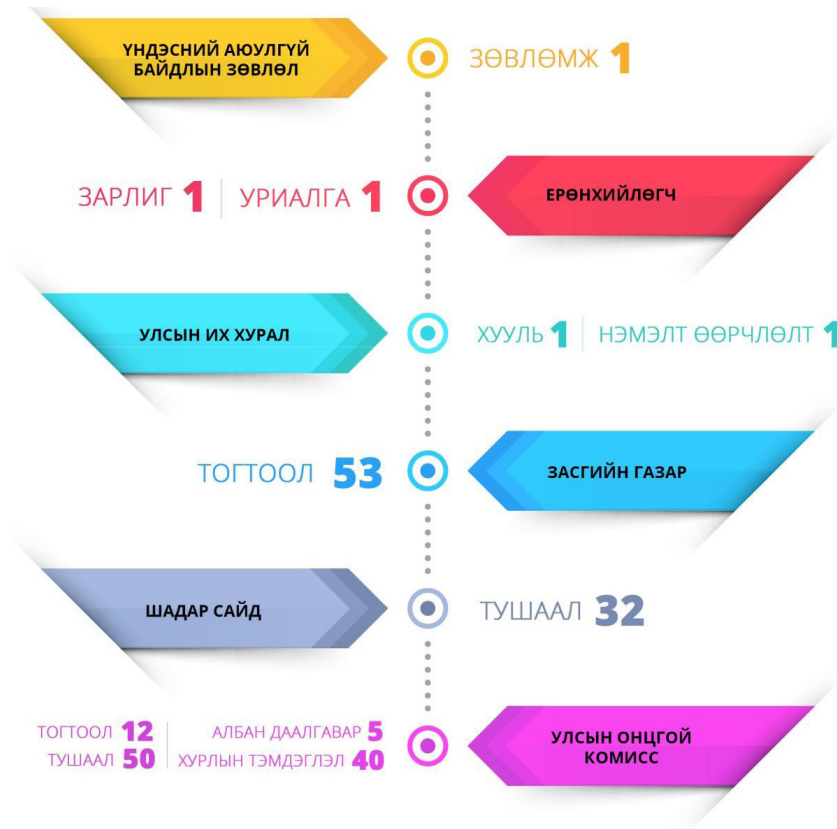 ҮНДЭСНИЙ АЮУЛГҮЙ
БАЙДЛЫН ЗӨВЛӨЛ
ЗӨВЛӨМЖ 1
ЗАРЛИГ 1 УРИАЛГА 1
ЕРӨНХИЙЛӨГЧ
УЛСЫН ИХ ХУРАЛ
ХУУЛЬ 1 НЭМЭЛТ ӨӨРЧЛӨЛТ 1
ТОГТООЛ 53
ЗАСГИЙН ГАЗАР
ШАДАР САЙД
ТУШААЛ 32
ТОГТООЛ 12 АЛБАН ДААЛГАВАР 5
ТУШААЛ 50 ХУРЛЫН ТЭМДЭГЛЭЛ 40
УЛСЫН ОНЦГОЙ
КОМИСС